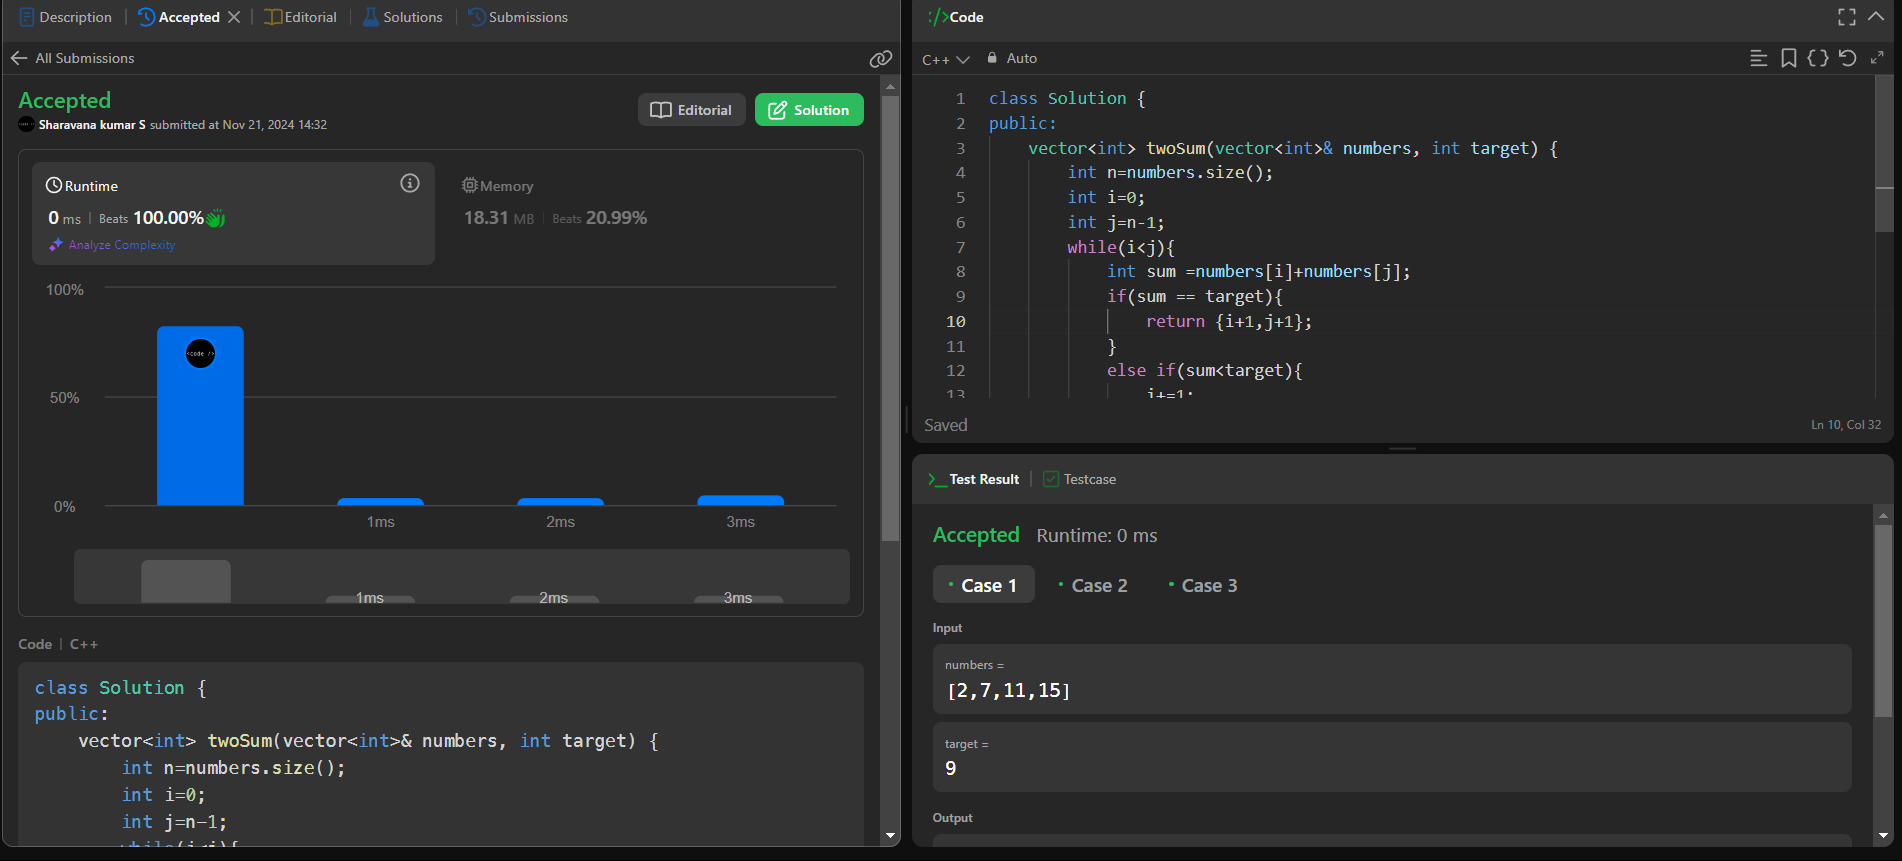 Description | Accepted | Editorial | Solutions | Submissions
All Submissions
Accepted
Sharavana kumar S submitted at Nov 21, 2024 14:32
Editorial
Solution
Runtime
0 ms | Beats 100.00%
Analyze Complexity
Memory
18.31 MB | Beats 20.99%
100%
50%
0%
<code />
1ms 2ms 3ms
1ms 2ms 3ms
Code | C++
class Solution {
public:
vector<int> twoSum(vector<int>& numbers, int target) {
int n=numbers.size();
int i=0;
int j=n-1;
while(i<j){
</>Code
C++ Auto
1 class Solution {
2 public:
3 vector<int> twoSum(vector<int>& numbers, int target) {
4 int n=numbers.size();
5 int i=0;
6 int j=n-1;
7 while(i<j){
8 int sum =numbers[i]+numbers[j];
9 if(sum == target){
10 return {i+1,j+1};
11 }
12 else if(sum<target){
13 i+=1;
Saved
Ln 10, Col 32
>_Test Result | Testcase
Accepted Runtime: 0 ms
Case 1 Case 2 Case 3
Input
numbers =
[2,7,11,15]
target =
9
Output